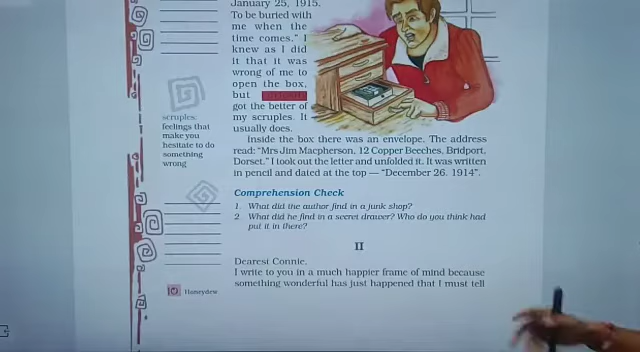 January 25, 1915.
To be buried with
me when the
time comes." I
knew as I did
it that it was
wrong of me to
open the box,
but
got the better of
my scruples. It
usually does.
scruples:
feelings that
make you
hesitate to do
something
wrong
Inside the box there was an envelope. The address
read: "Mrs Jim Macpherson, 12 Copper Beeches, Bridport,
Dorset." I took out the letter and unfolded it. It was written
in pencil and dated at the top — "December 26, 1914".
Comprehension Check
1. What did the author find in a junk shop?
2. What did he find in a secret drawer? Who do you think had
put it in there?
II
Dearest Connie,
I write to you in a much happier frame of mind because
something wonderful has just happened that I must tell
10 Honeydew